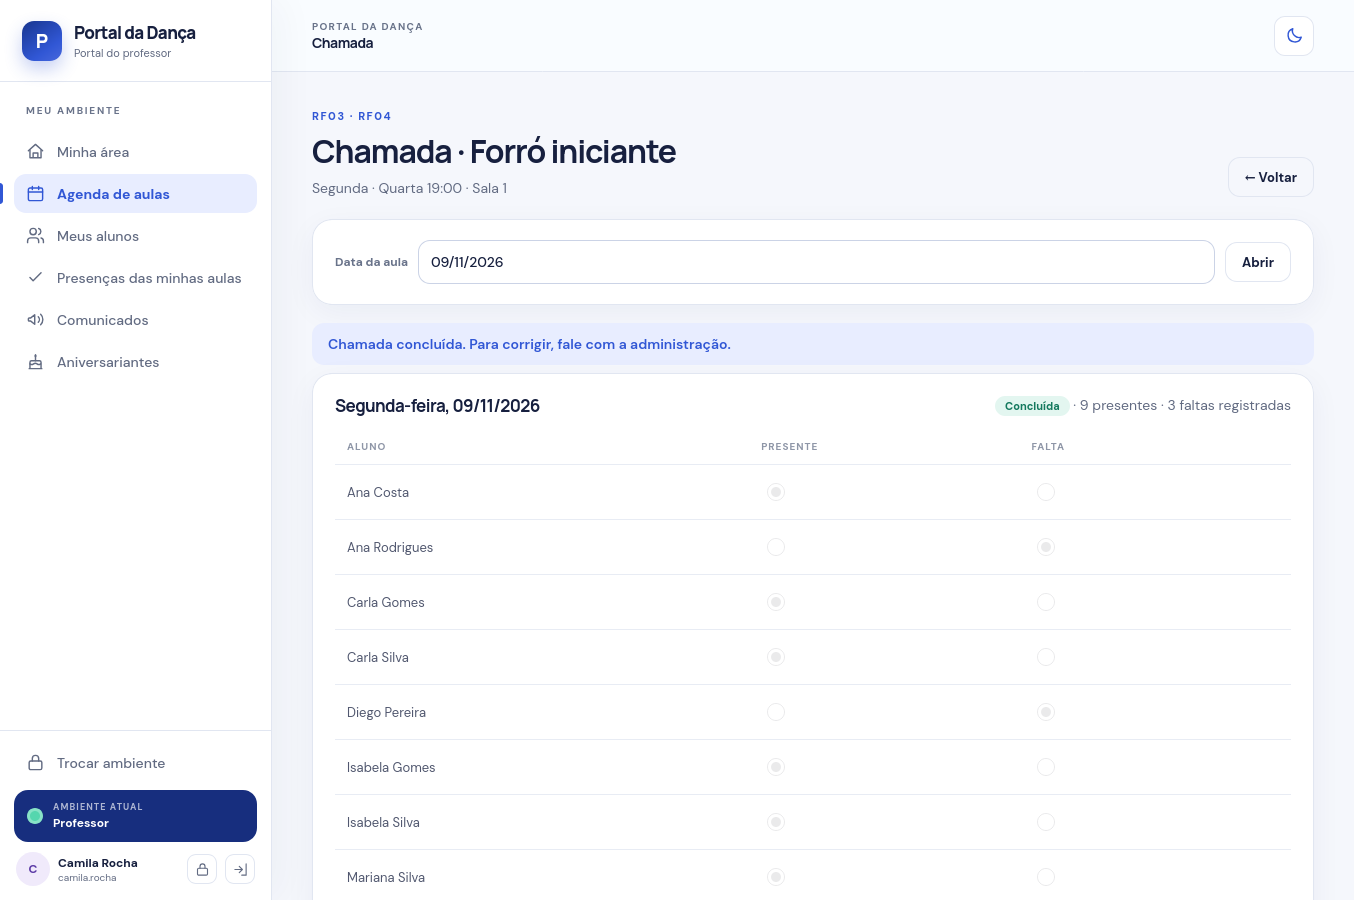 P
Portal da Dança
Portal do professor
MEU AMBIENTE
Minha área
Agenda de aulas
Meus alunos
Presenças das minhas aulas
Comunicados
Aniversariantes
Trocar ambiente
AMBIENTE ATUAL
Professor
C
Camila Rocha
camila.rocha
PORTAL DA DANÇA
Chamada
RF03 · RF04
Chamada · Forró iniciante
Segunda · Quarta 19:00 · Sala 1
← Voltar
Data da aula
09/11/2026
Abrir
Chamada concluída. Para corrigir, fale com a administração.
Segunda-feira, 09/11/2026
Concluída · 9 presentes · 3 faltas registradas
ALUNO PRESENTE FALTA
Ana Costa
Ana Rodrigues
Carla Gomes
Carla Silva
Diego Pereira
Isabela Gomes
Isabela Silva
Mariana Silva